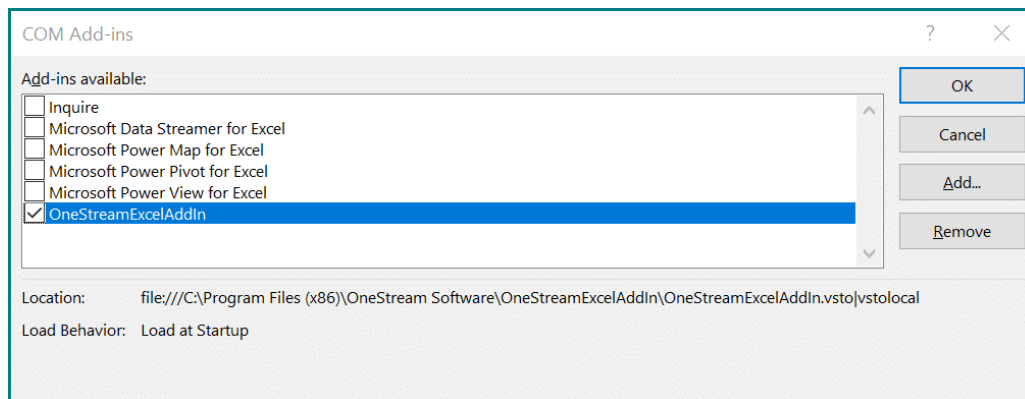 COM Add-ins
?
Add-ins available:
OK
Inquire
Microsoft Data Streamer for Excel
Cancel
Microsoft Power Map for Excel
Microsoft Power Pivot for Excel
Add...
Microsoft Power View for Excel
OneStreamExcelAddIn
Remove
Location: file:///C:\Program Files (x86)\OneStream Software\OneStreamExcelAddIn\OneStreamExcelAddIn.vsto|vstolocal
Load Behavior: Load at Startup